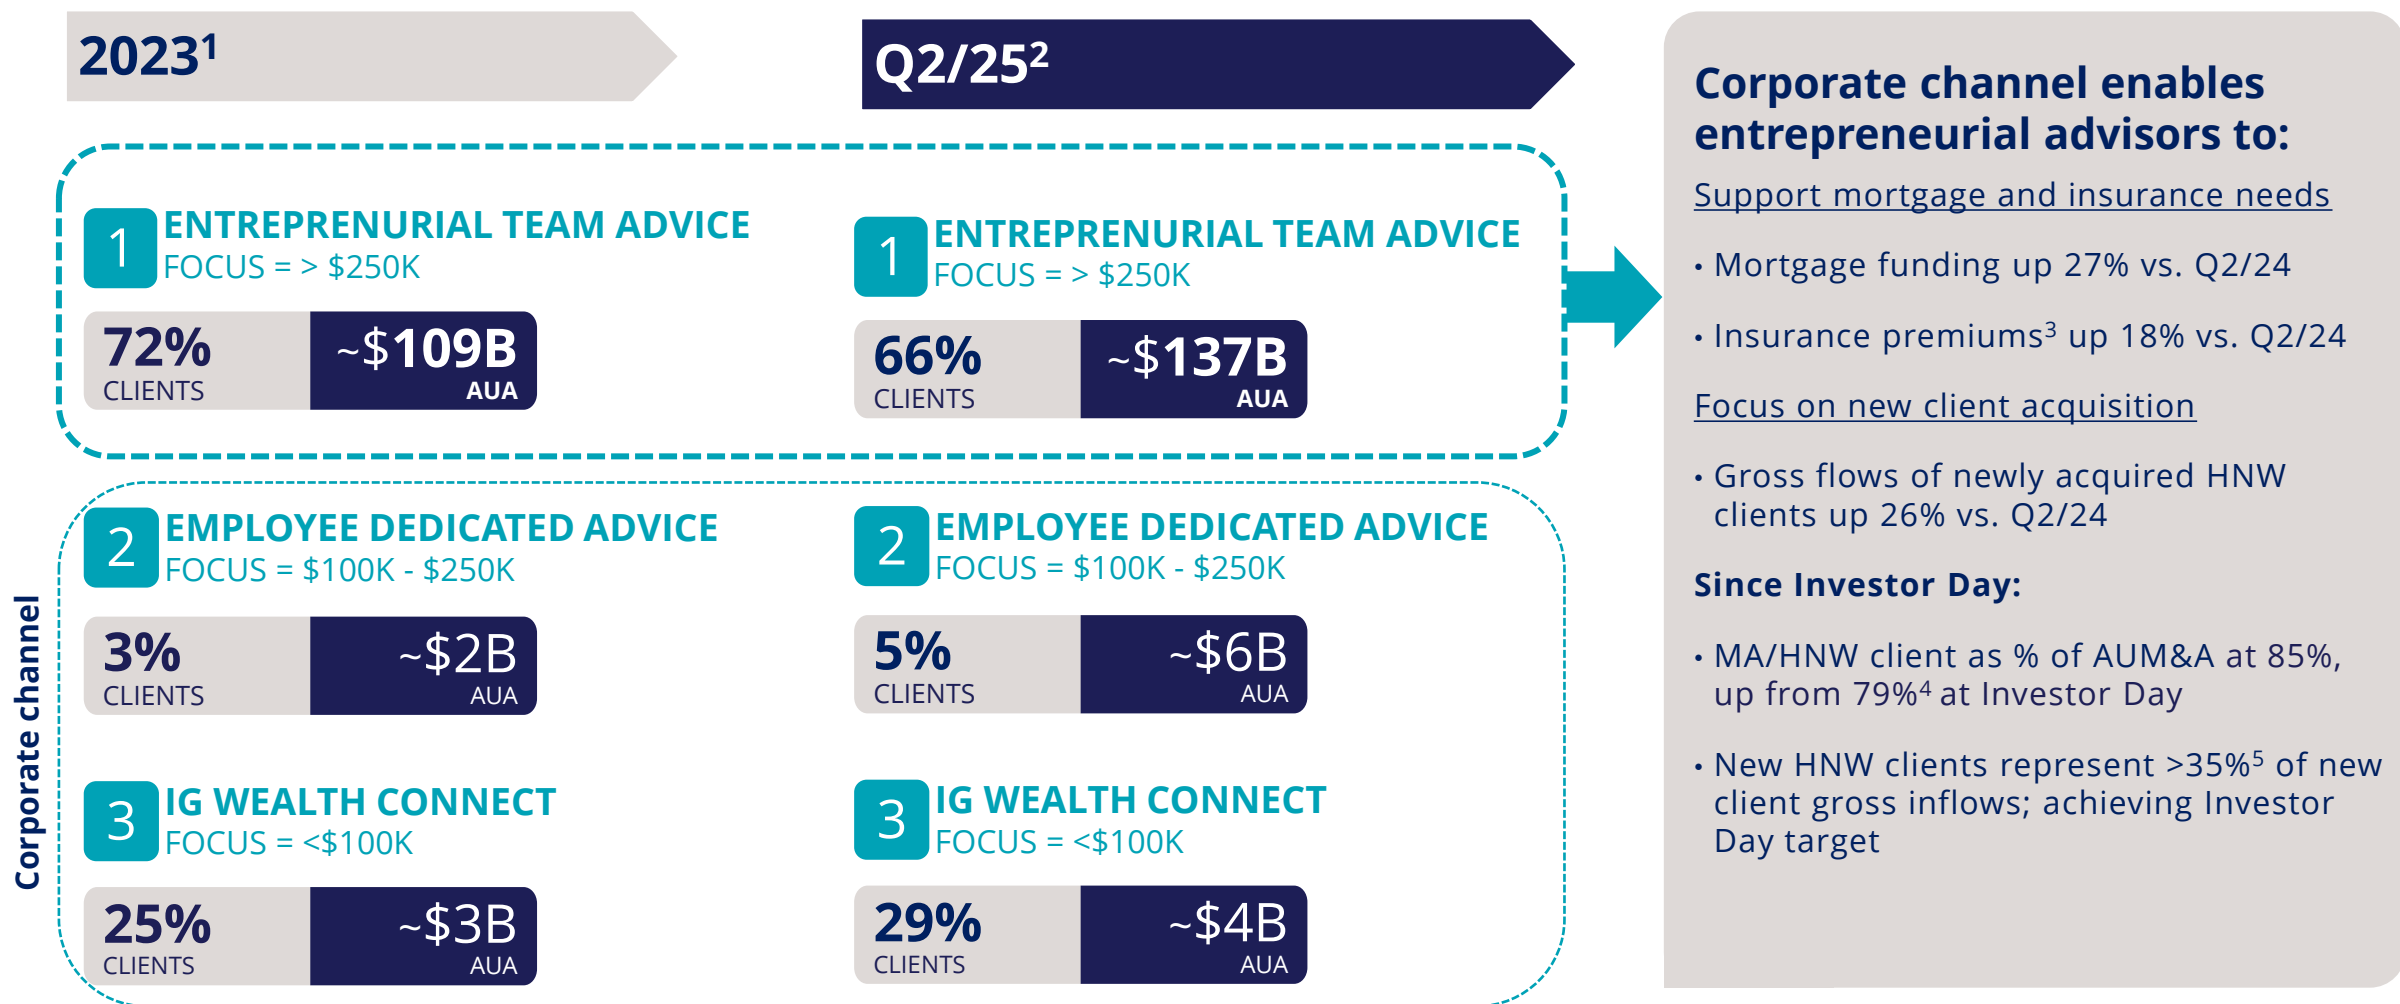 2023¹
Q2/25²
1
ENTREPRENURIAL TEAM ADVICE
FOCUS = > $250K
72%
CLIENTS
~$109B
AUA
1
ENTREPRENURIAL TEAM ADVICE
FOCUS = > $250K
66%
CLIENTS
~$137B
AUA
Corporate channel
2
EMPLOYEE DEDICATED ADVICE
FOCUS = $100K - $250K
3%
CLIENTS
~$2B
AUA
2
EMPLOYEE DEDICATED ADVICE
FOCUS = $100K - $250K
5%
CLIENTS
~$6B
AUA
3
IG WEALTH CONNECT
FOCUS = <$100K
25%
CLIENTS
~$3B
AUA
3
IG WEALTH CONNECT
FOCUS = <$100K
29%
CLIENTS
~$4B
AUA
Corporate channel enables
entrepreneurial advisors to:
Support mortgage and insurance needs
• Mortgage funding up 27% vs. Q2/24
• Insurance premiums³ up 18% vs. Q2/24
Focus on new client acquisition
• Gross flows of newly acquired HNW
clients up 26% vs. Q2/24
Since Investor Day:
• MA/HNW client as % of AUM&A at 85%,
up from 79%⁴ at Investor Day
• New HNW clients represent >35%⁵ of new
client gross inflows; achieving Investor
Day target